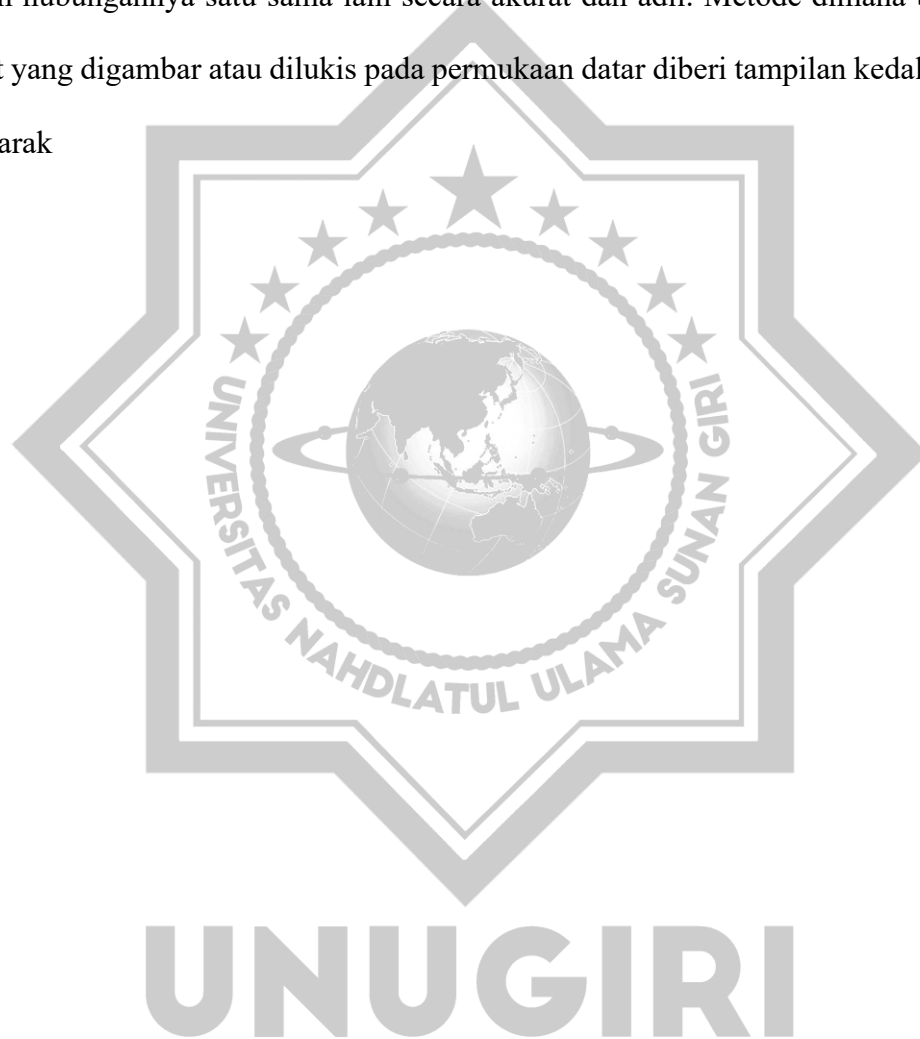 hubungannya satu sama lain secara akurat dan adil. Metode dimana
yang digambar atau dilukis pada permukaan datar diberi tampilan
UNIVERSITAS NAHDLATUL ULAMA SUNAN GIRI
UNUGIRI